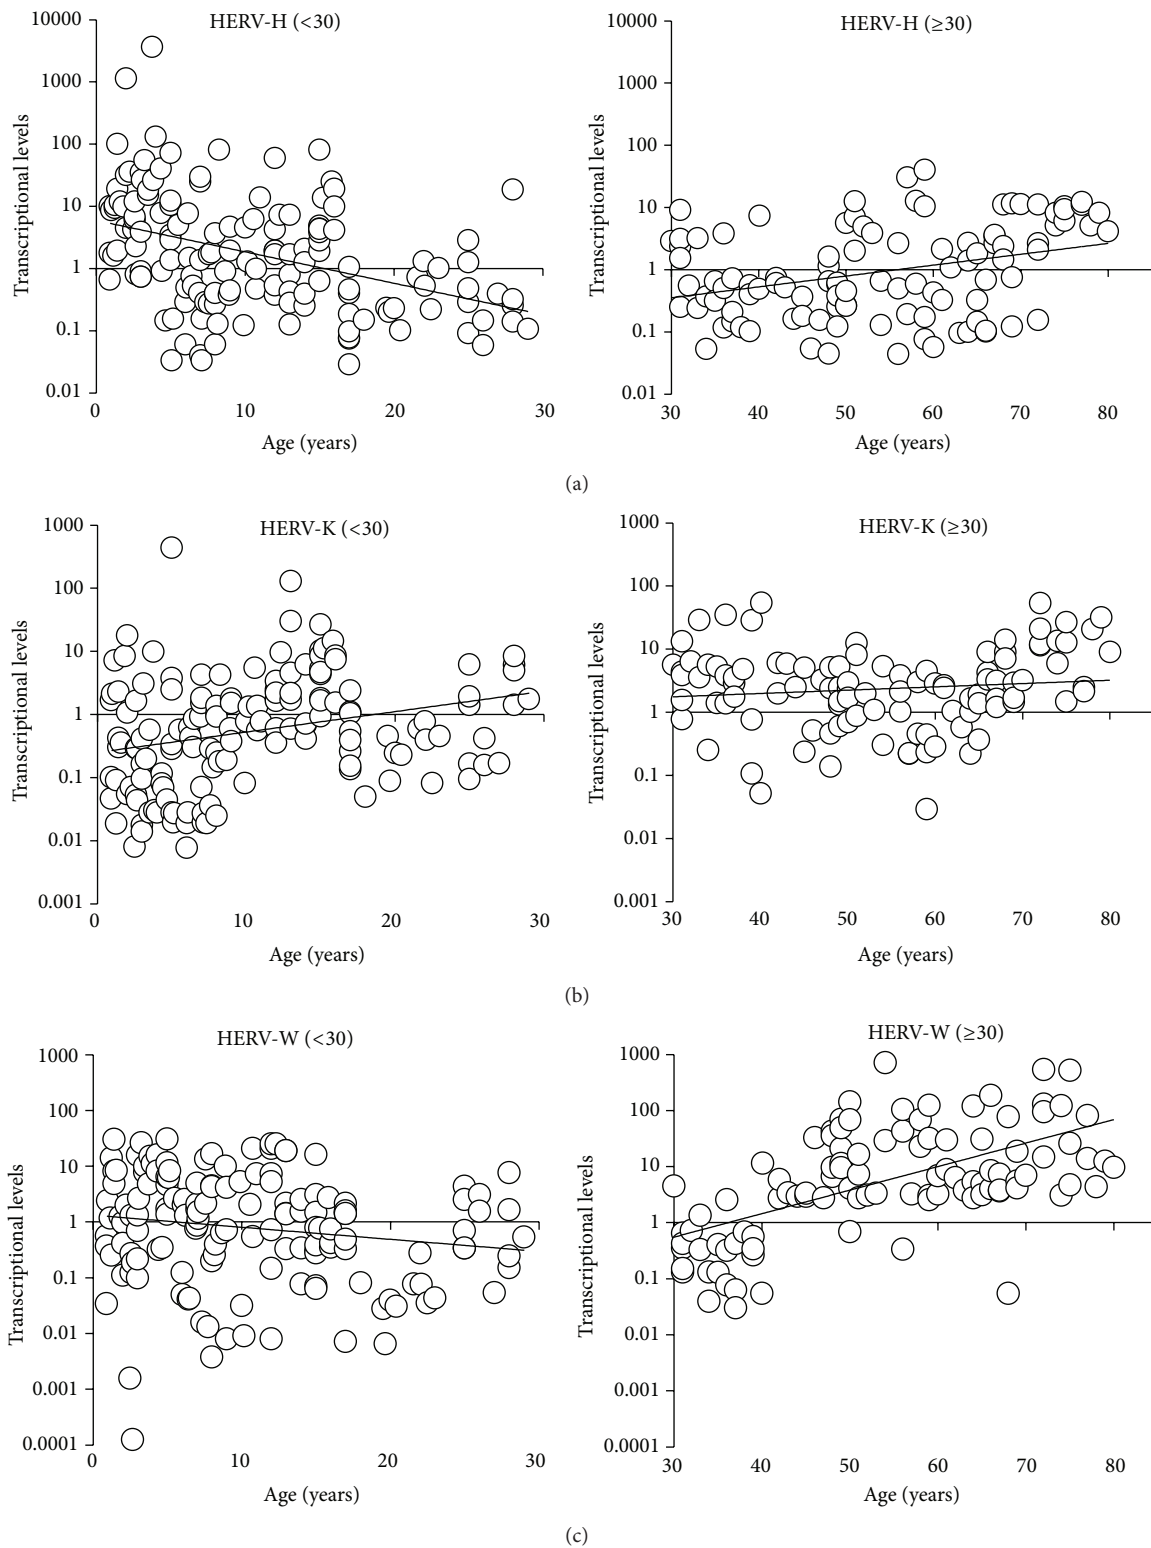 HERV-H (<30)
10000
1000
100
10
1
0.1
0.01
Transcriptional levels
0 10 20 30
Age (years)
HERV-H (≥30)
10000
1000
100
10
1
0.1
0.01
Transcriptional levels
30 40 50 60 70 80
Age (years)
(a)
HERV-K (<30)
1000
100
10
1
0.1
0.01
0.001
Transcriptional levels
0 10 20 30
Age (years)
HERV-K (≥30)
1000
100
10
1
0.1
0.01
0.001
Transcriptional levels
30 40 50 60 70 80
Age (years)
(b)
HERV-W (<30)
1000
100
10
1
0.1
0.01
0.001
0.0001
Transcriptional levels
0 10 20 30
Age (years)
HERV-W (≥30)
1000
100
10
1
0.1
0.01
0.001
0.0001
Transcriptional levels
30 40 50 60 70 80
Age (years)
(c)